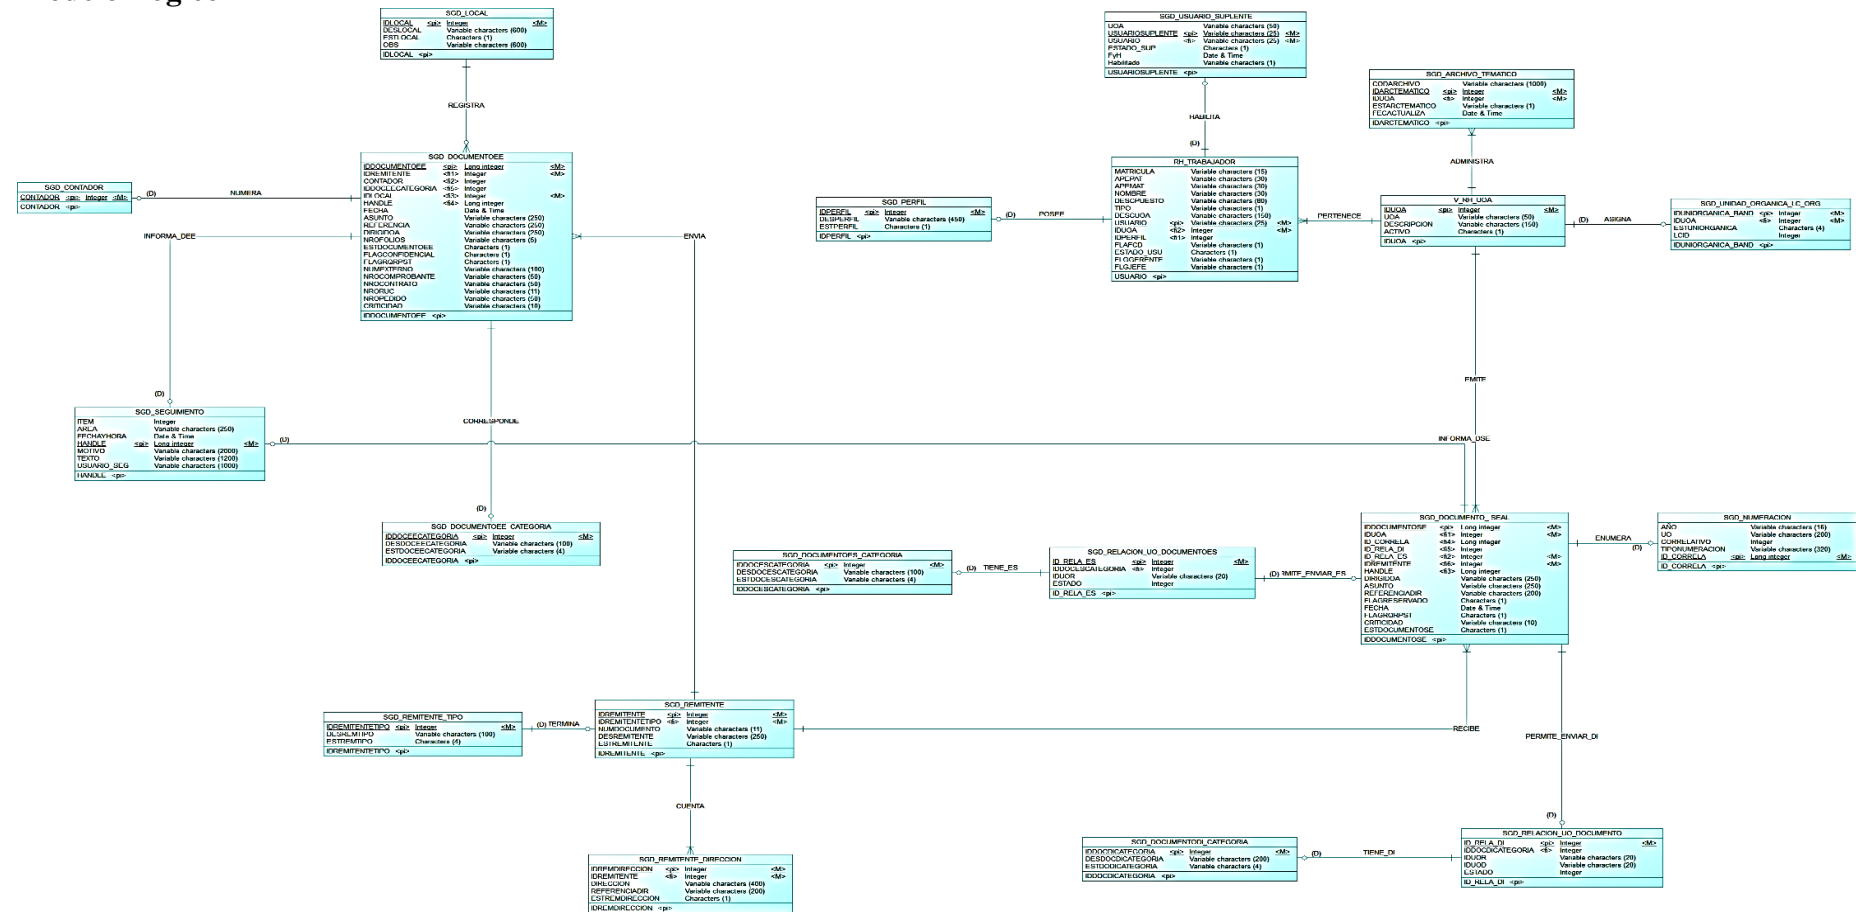 SGD_LOCAL
IDLOCAL <pi> Integer <M>
DESLOCAL Variable characters (600)
ESTLOCAL Characters (1)
OBS Variable characters (600)
IDLOCAL <pi>
REGISTRA
SGD_USUARIO_SUPLENTE
UOA Variable characters (50)
USUARIOSUPLENTE <pi> Variable characters (25) <M>
USUARIO <fi> Variable characters (25) <M>
ESTADO_SUP Characters (1)
FyH Date & Time
Habilitado Variable characters (1)
USUARIOSUPLENTE <pi>
HABILITA
(D)
SGD_ARCHIVO_TEMATICO
CODARCHIVO Variable characters (1000)
IDARCTEMATICO <pi> Integer <M>
IDUOA <fi> Integer <M>
ESTARCTEMATICO Variable characters (1)
FECACTUALIZA Date & Time
IDARCTEMATICO <pi>
ADMINISTRA
SGD_CONTADOR
CONTADOR <pi> Integer <M>
CONTADOR <pi>
(D) NUMERA
SGD_DOCUMENTOEE
IDDOCUMENTOEE <pi> Long integer <M>
IDREMITENTE <fi1> Integer <M>
CONTADOR <fi2> Integer
IDDOCEECATEGORIA <fi5> Integer
IDLOCAL <fi3> Integer <M>
HANDLE <fi4> Long integer
FECHA Date & Time
ASUNTO Variable characters (250)
REFERENCIA Variable characters (250)
DIRIGIDOA Variable characters (250)
NROFOLIOS Variable characters (5)
ESTDOCUMENTOEE Characters (1)
FLAGCONFIDENCIAL Characters (1)
FLAGRQRPST Characters (1)
NUMEXTERNO Variable characters (100)
NROCOMPROBANTE Variable characters (50)
NROCONTRATO Variable characters (50)
NRORUC Variable characters (11)
NROPEDIDO Variable characters (50)
CRITICIDAD Variable characters (10)
IDDOCUMENTOEE <pi>
INFORMA_DEE
ENVIA
SGD_PERFIL
IDPERFIL <pi> Integer <M>
DESPERFIL Variable characters (450)
ESTPERFIL Characters (1)
IDPERFIL <pi>
(D) POSEE
RH_TRABAJADOR
MATRICULA Variable characters (15)
APEPAT Variable characters (30)
APEMAT Variable characters (30)
NOMBRE Variable characters (30)
DESCPUESTO Variable characters (80)
TIPO Variable characters (1)
DESCUOA Variable characters (150)
USUARIO <pi> Variable characters (25) <M>
IDUOA <fi2> Integer <M>
IDPERFIL <fi1> Integer
FLAFCD Variable characters (1)
ESTADO_USU Characters (1)
FLGGERENTE Variable characters (1)
FLGJEFE Variable characters (1)
USUARIO <pi>
PERTENECE
V_NH_UOA
IDUOA <pi> Integer <M>
UOA Variable characters (50)
DESCRIPCION Variable characters (150)
ACTIVO Characters (1)
IDUOA <pi>
(D) ASIGNA
SGD_UNIDAD_ORGANICA_LC_ORG
IDUNIORGANICA_BAND <pi> Integer <M>
IDUOA <fi> Integer <M>
ESTUNIORGANICA Characters (4)
LCID Integer
IDUNIORGANICA_BAND <pi>
EMITE
(D)
SGD_SEGUIMIENTO
ITEM Integer
AREA Variable characters (250)
FECHAYHORA Date & Time
HANDLE <pi> Long integer <M>
MOTIVO Variable characters (2000)
TEXTO Variable characters (1200)
USUARIO_SEG Variable characters (1000)
HANDLE <pi>
(D)
CORRESPONDE
INFORMA_DSE
(D)
SGD_DOCUMENTOEE_CATEGORIA
IDDOCEECATEGORIA <pi> Integer <M>
DESDOCEECATEGORIA Variable characters (100)
ESTDOCEECATEGORIA Variable characters (4)
IDDOCEECATEGORIA <pi>
SGD_DOCUMENTOES_CATEGORIA
IDDOCESCATEGORIA <pi> Integer <M>
DESDOCESCATEGORIA Variable characters (100)
ESTDOCESCATEGORIA Variable characters (4)
IDDOCESCATEGORIA <pi>
(D) TIENE_ES
SGD_RELACION_UO_DOCUMENTOES
ID_RELA_ES <pi> Integer <M>
IDDOCESCATEGORIA <fi> Integer
IDUOR Variable characters (20)
ESTADO Integer
ID_RELA_ES <pi>
(D) RMITE_ENVIAR_ES
SGD_DOCUMENTO_SEAL
IDDOCUMENTOSE <pi> Long integer <M>
IDUOA <fi1> Integer <M>
ID_CORRELA <fi4> Long integer
ID_RELA_DI <fi5> Integer
ID_RELA_ES <fi2> Integer <M>
IDREMITENTE <fi6> Integer <M>
HANDLE <fi3> Long integer
DIRIGIDOA Variable characters (250)
ASUNTO Variable characters (250)
REFERENCIADIR Variable characters (200)
FLAGRESERVADO Characters (1)
FECHA Date & Time
FLAGRQRPST Characters (1)
CRITICIDAD Variable characters (10)
ESTDOCUMENTOSE Characters (1)
IDDOCUMENTOSE <pi>
ENUMERA
(D)
SGD_NUMERACION
AÑO Variable characters (16)
UO Variable characters (200)
CORRELATIVO Integer
TIPONUMERACION Variable characters (320)
ID_CORRELA <pi> Long integer <M>
ID_CORRELA <pi>
SGD_REMITENTE_TIPO
IDREMITENTETIPO <pi> Integer <M>
DESREMTIPO Variable characters (100)
ESTREMTIPO Characters (4)
IDREMITENTETIPO <pi>
(D) TERMINA
SGD_REMITENTE
IDREMITENTE <pi> Integer <M>
IDREMITENTETIPO <fi> Integer <M>
NUMDOCUMENTO Variable characters (11)
DESREMITENTE Variable characters (250)
ESTREMITENTE Characters (1)
IDREMITENTE <pi>
RECIBE
PERMITE_ENVIAR_DI
CUENTA
(D)
SGD_REMITENTE_DIRECCION
IDREMDIRECCION <pi> Integer <M>
IDREMITENTE <fi> Integer <M>
DIRECCION Variable characters (400)
REFERENCIADIR Variable characters (200)
ESTREMDIRECCION Characters (1)
IDREMDIRECCION <pi>
SGD_DOCUMENTODI_CATEGORIA
IDDOCDICATEGORIA <pi> Integer <M>
DESDOCDICATEGORIA Variable characters (200)
ESTDODICATEGORIA Variable characters (4)
IDDOCDICATEGORIA <pi>
(D) TIENE_DI
SGD_RELACION_UO_DOCUMENTO
ID_RELA_DI <pi> Integer <M>
IDDOCDICATEGORIA <fi> Integer
IDUOR Variable characters (20)
IDUOD Variable characters (20)
ESTADO Integer
ID_RELA_DI <pi>